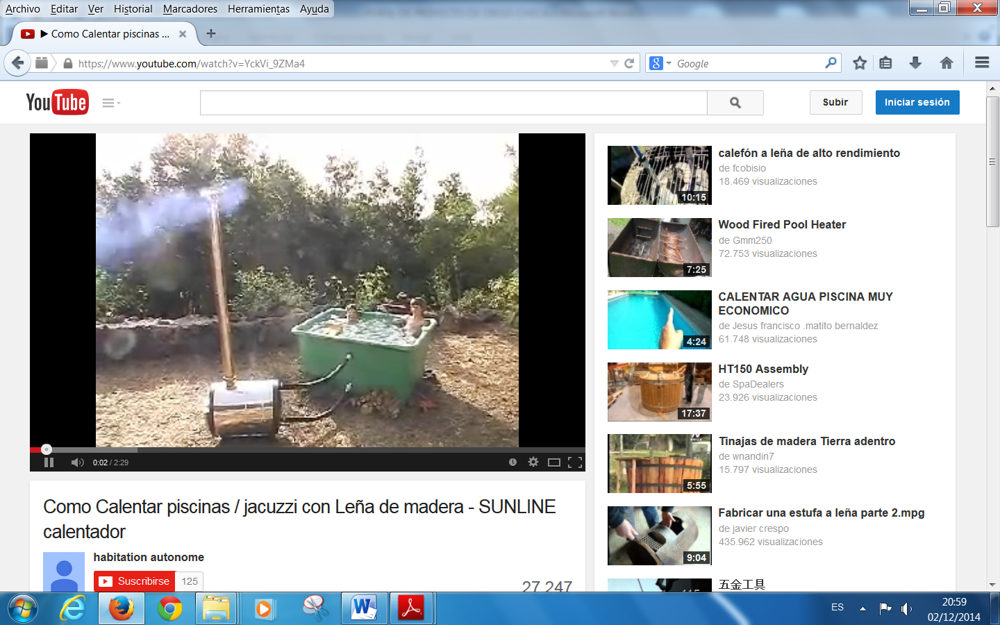 Archivo Editar Ver Historial Marcadores Herramientas Ayuda
▶ Como Calentar piscinas ...
https://www.youtube.com/watch?v=YckVi_9ZMa4
Google
YouTube
Subir
Iniciar sesión
0:02 / 2:29
Como Calentar piscinas / jacuzzi con Leña de madera - SUNLINE
calentador
habitation autonome
Suscribirse 125
27.247
10:15
calefón a leña de alto rendimiento
de fcobisio
18.469 visualizaciones
7:25
Wood Fired Pool Heater
de Gmm250
72.753 visualizaciones
4:24
CALENTAR AGUA PISCINA MUY
ECONOMICO
de Jesus francisco .matito bernaldez
61.748 visualizaciones
17:37
HT150 Assembly
de SpaDealers
23.926 visualizaciones
5:55
Tinajas de madera Tierra adentro
de wnandin7
15.797 visualizaciones
9:04
Fabricar una estufa a leña parte 2.mpg
de javier crespo
435.962 visualizaciones
五金工具
ES
20:59
02/12/2014